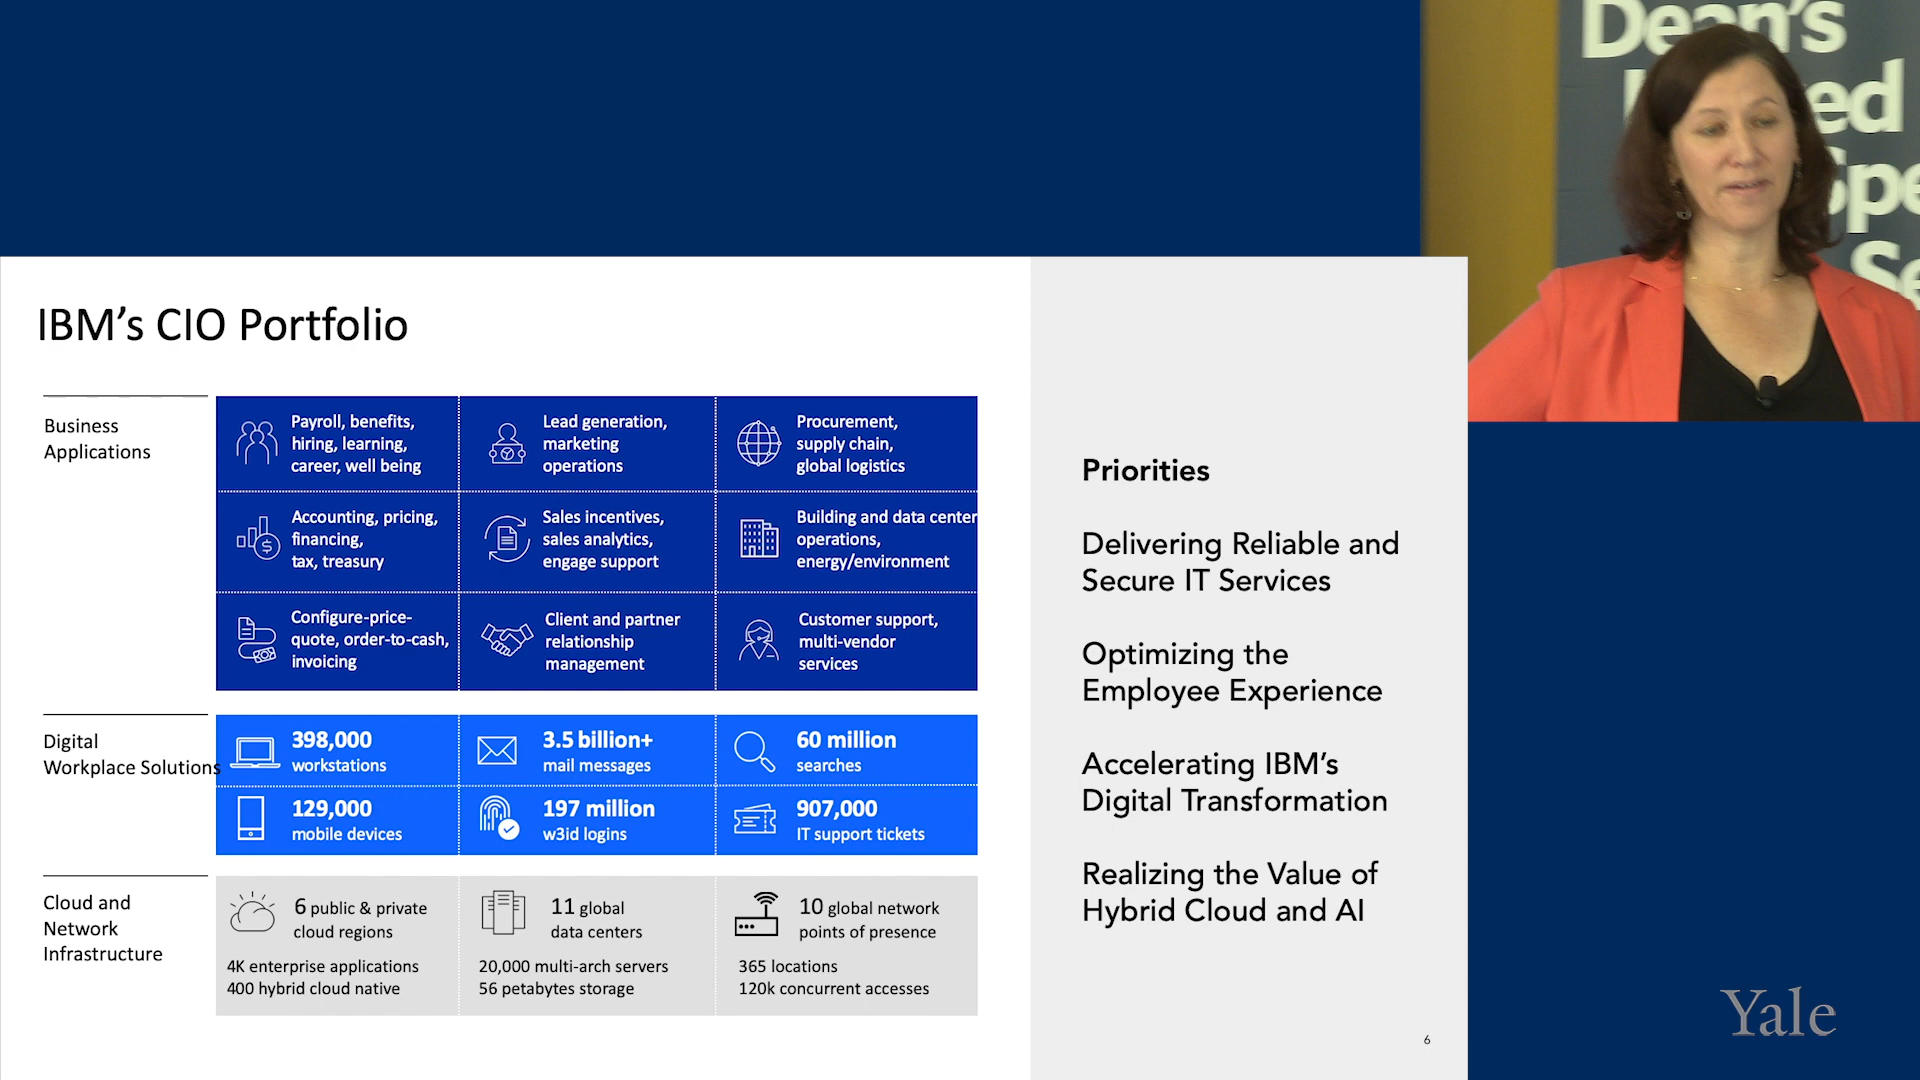 Dean's
ed
Spe
Se
IBM's CIO Portfolio
Business
Applications
Payroll, benefits,
hiring, learning,
career, well being
Lead generation,
marketing
operations
Procurement,
supply chain,
global logistics
Accounting, pricing,
financing,
tax, treasury
Sales incentives,
sales analytics,
engage support
Building and data center
operations,
energy/environment
Configure-price-
quote, order-to-cash,
invoicing
Client and partner
relationship
management
Customer support,
multi-vendor
services
Digital
Workplace Solutions
398,000
workstations
3.5 billion+
mail messages
60 million
searches
129,000
mobile devices
197 million
w3id logins
907,000
IT support tickets
Cloud and
Network
Infrastructure
6 public & private
cloud regions
4K enterprise applications
400 hybrid cloud native
11 global
data centers
20,000 multi-arch servers
56 petabytes storage
10 global network
points of presence
365 locations
120k concurrent accesses
Priorities
Delivering Reliable and
Secure IT Services
Optimizing the
Employee Experience
Accelerating IBM's
Digital Transformation
Realizing the Value of
Hybrid Cloud and AI
6
Yale